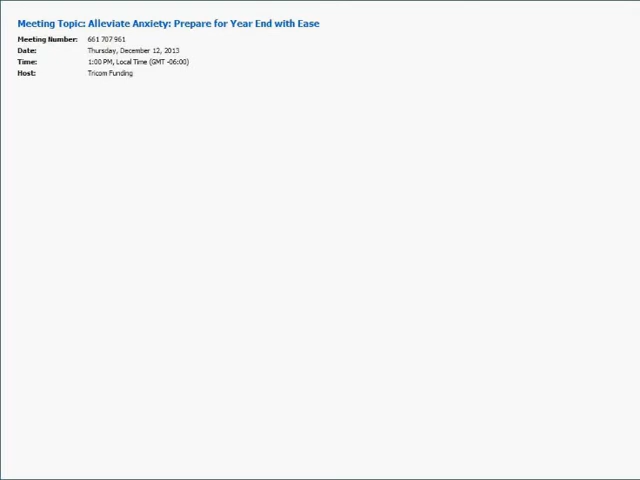 Meeting Topic: Alleviate Anxiety: Prepare for Year End with Ease
Meeting Number: 661 707 961
Date: Thursday, December 12, 2013
Time: 1:00 PM, Local Time (GMT -06:00)
Host: Tricom Funding